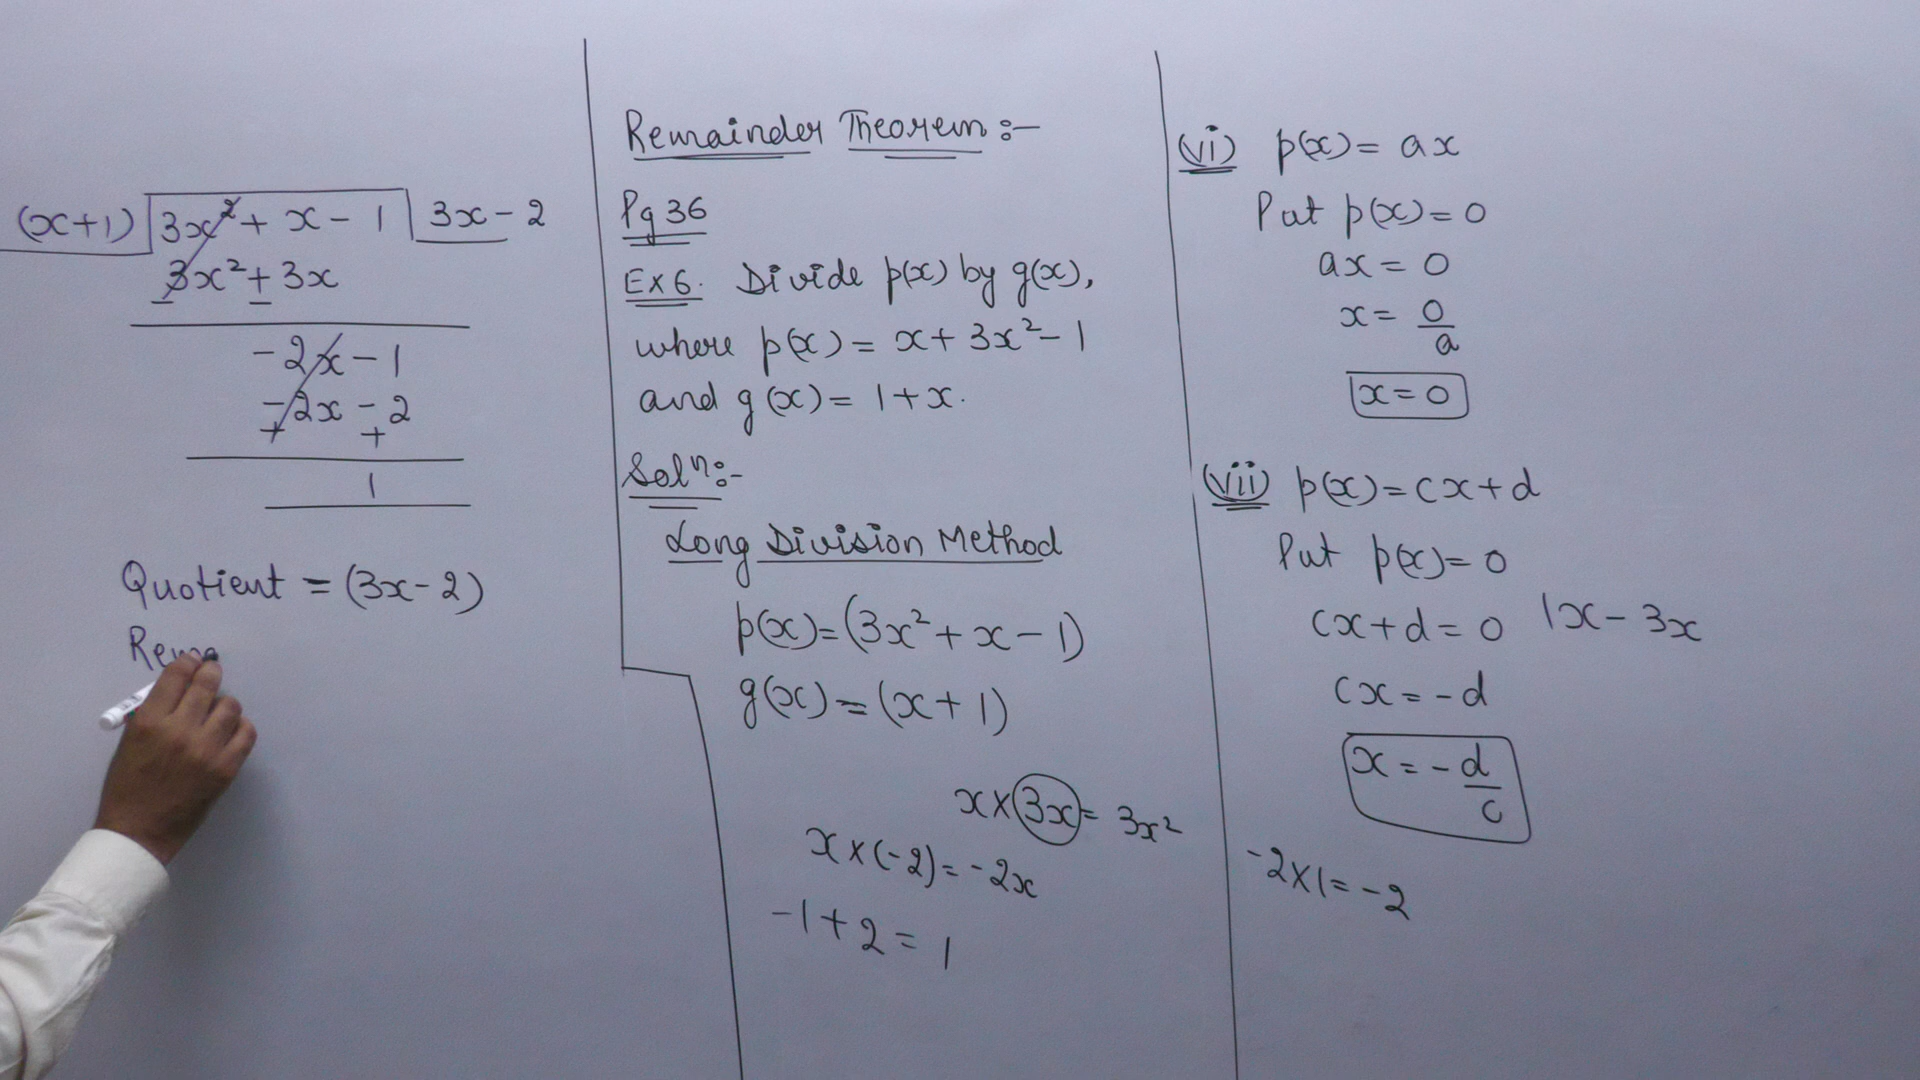 (x+1) 3x² + x - 1 3x - 2
3x² + 3x
- -
-2x - 1
-2x - 2
+ +
1
Quotient = (3x-2)
Rema
Remainder Theorem :-
Pg 36
Ex 6. Divide p(x) by g(x),
where p(x) = x + 3x² - 1
and g(x) = 1 + x.
Solⁿ:-
Long Division Method
p(x) = (3x² + x - 1)
g(x) = (x + 1)
x × 3x = 3x²
x × (-2) = -2x
-1 + 2 = 1
(vi) p(x) = ax
Put p(x) = 0
ax = 0
x = 0/a
x = 0
(vii) p(x) = cx + d
Put p(x) = 0
cx + d = 0 1x - 3x
cx = -d
x = -d/c
-2 × 1 = -2